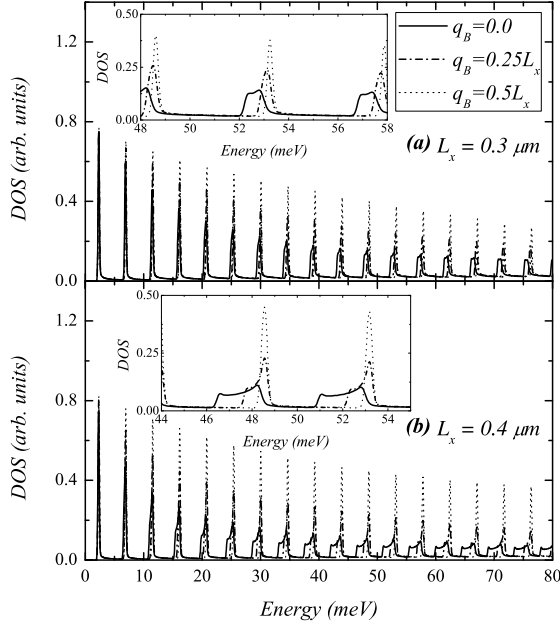 1.2
0.8
0.4
0.0
DOS (arb. units)
0.50
0.25
0.00
DOS
48 50 52 54 56 58
Energy (meV)
q_B=0.0
q_B=0.25L_x
q_B=0.5L_x
(a) L_x = 0.3 μm
1.2
0.8
0.4
0.0
DOS (arb. units)
0.50
0.25
0.00
DOS
44 46 48 50 52 54
Energy (meV)
(b) L_x = 0.4 μm
0 10 20 30 40 50 60 70 80
Energy (meV)